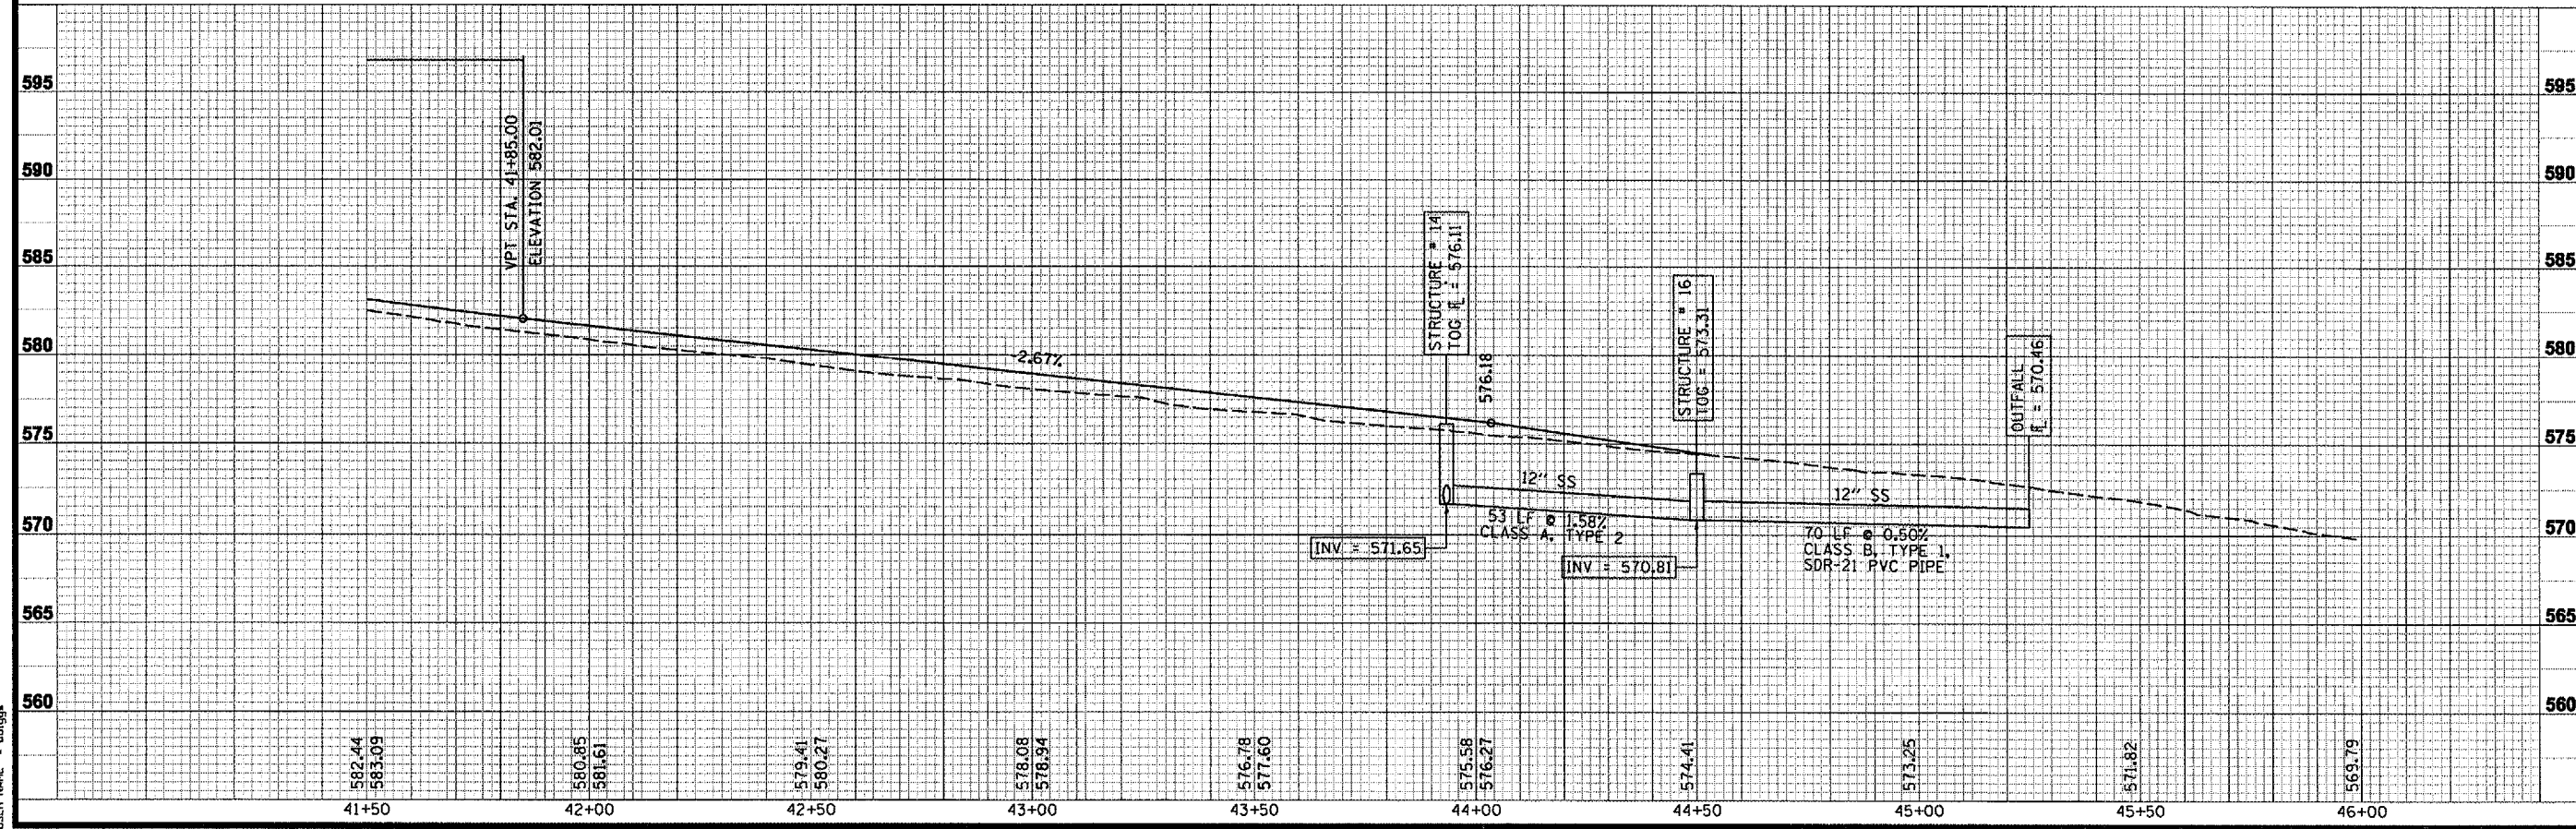 595 595
590 590
585 585
580 580
575 575
570 570
565 565
560 560
VPT STA. 41+85.00
ELEVATION 582.01
-2.67%
STRUCTURE # 14
TOG FL = 576.11
576.18
STRUCTURE # 16
TOG = 573.31
OUTFALL
FL = 570.46
12" SS
53 LF @ 1.58%
CLASS A, TYPE 2
12" SS
70 LF @ 0.50%
CLASS B, TYPE 1,
SDR-21 PVC PIPE
INV = 571.65
INV = 570.81
582.44
583.09
580.85
581.61
579.41
580.27
578.08
578.94
576.78
577.60
575.58
576.27
574.41
573.25
571.82
569.79
41+50 42+00 42+50 43+00 43+50 44+00 44+50 45+00 45+50 46+00